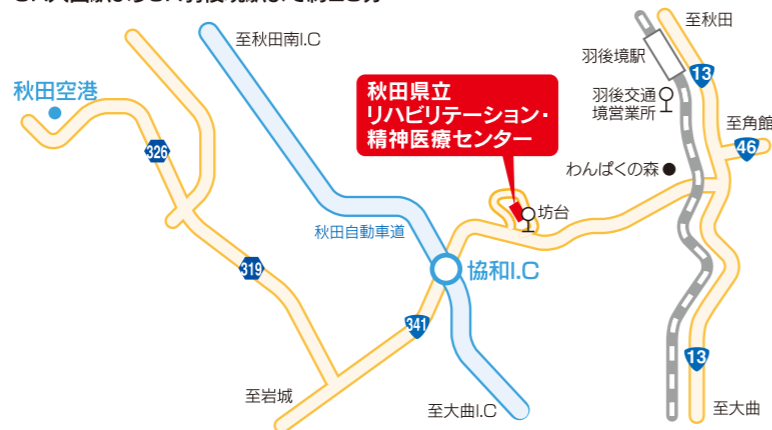 至秋田南I.C
至秋田
羽後境駅
13
秋田空港
秋田県立
リハビリテーション・
精神医療センター
羽後交通
境営業所
至角館
46
326
わんぱくの森
坊台
秋田自動車道
319
協和I.C
341
13
至岩城
至大曲I.C
至大曲